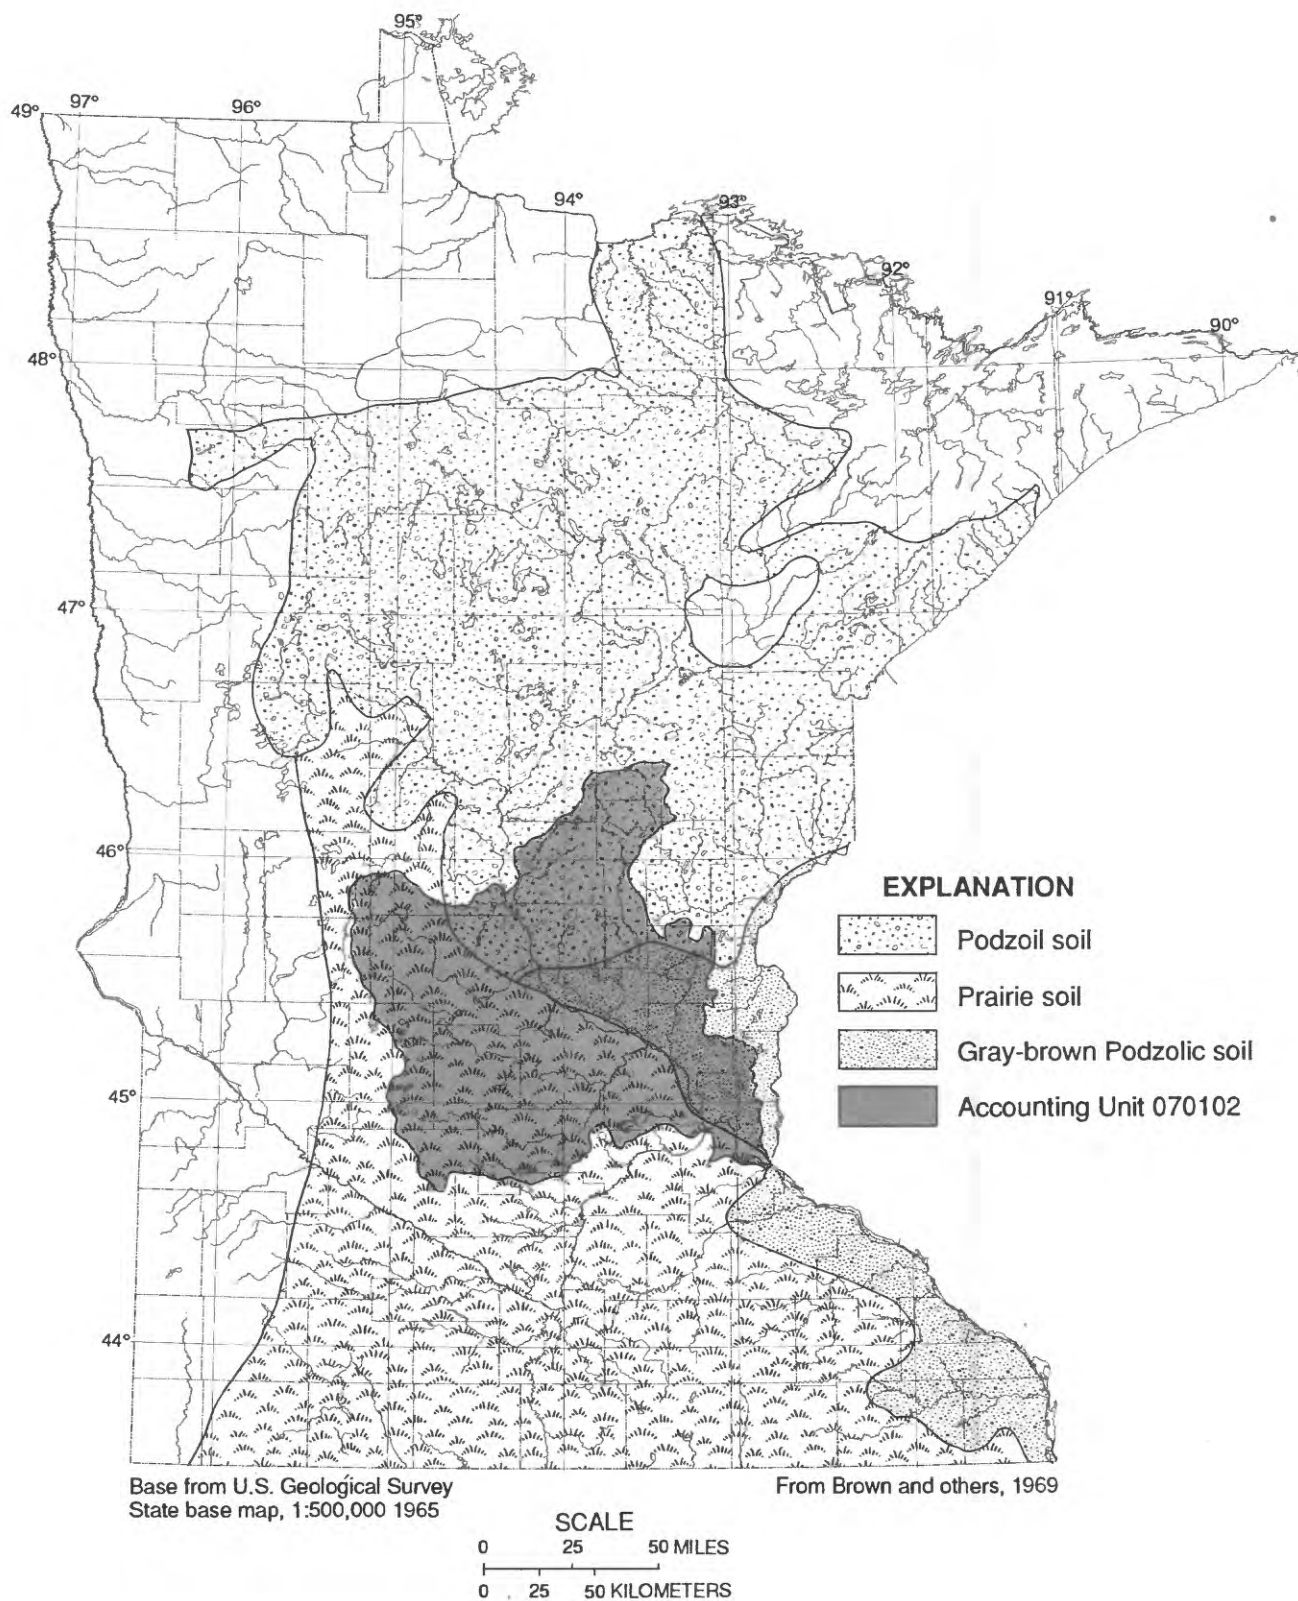 95°
49° 97° 96°
94° 93°
92°
91°
90°
48°
47°
46°
45°
44°
EXPLANATION
Podzoil soil
Prairie soil
Gray-brown Podzolic soil
Accounting Unit 070102
Base from U.S. Geological Survey
State base map, 1:500,000 1965
From Brown and others, 1969
SCALE
0 25 50 MILES
0 25 50 KILOMETERS